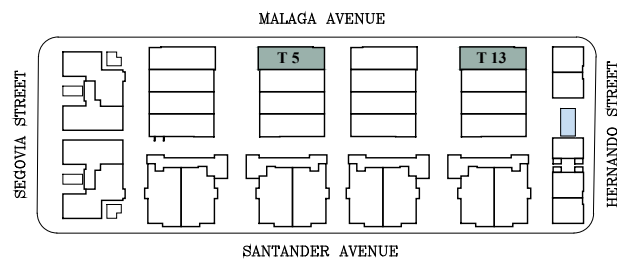 MALAGA AVENUE
T 5
T 13
SEGOVIA STREET
HERNANDO STREET
SANTANDER AVENUE